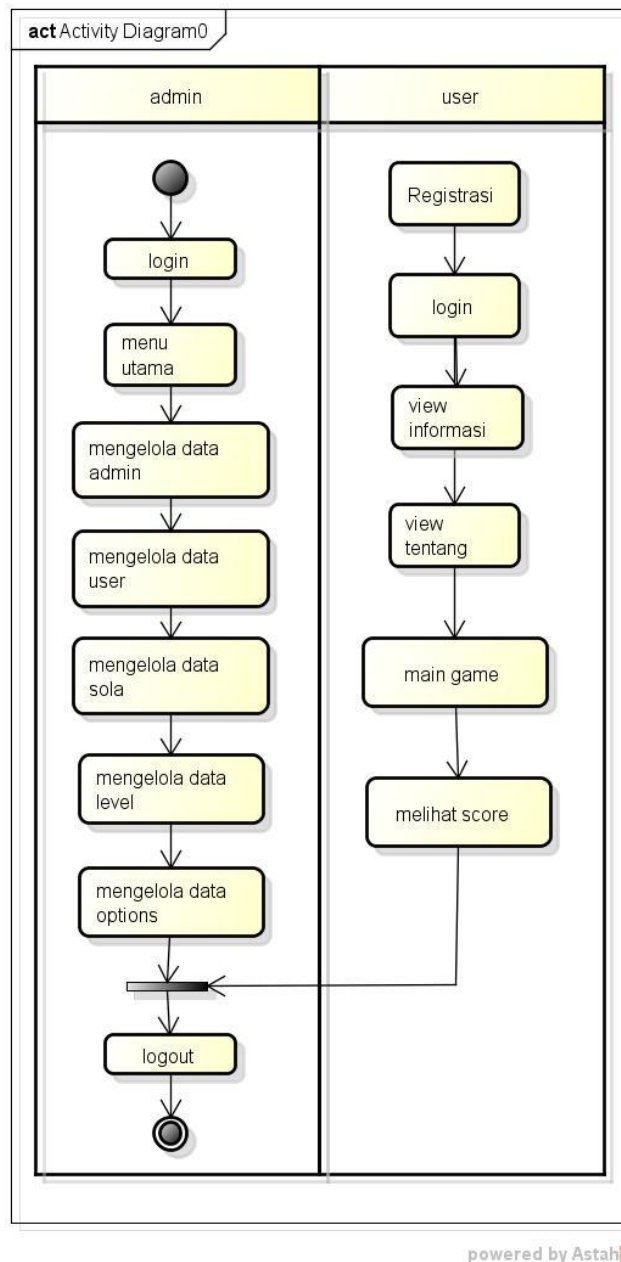 act Activity Diagram0
admin
user
login
menu
utama
mengelola data
admin
mengelola data
user
mengelola data
sola
mengelola data
level
mengelola data
options
logout
Registrasi
login
view
informasi
view
tentang
main game
melihat score
powered by Astah